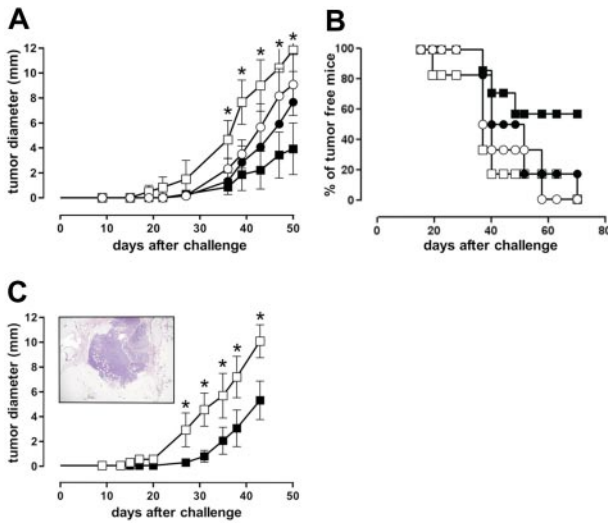 A
B
12
10
8
6
4
2
0
tumor diameter (mm)
* * * * *
0 10 20 30 40 50
days after challenge
100
80
60
40
20
0
% of tumor free mice
0 20 40 60 80
days after challenge
C
12
10
8
6
4
2
0
tumor diameter (mm)
* * * * *
0 10 20 30 40 50
days after challenge